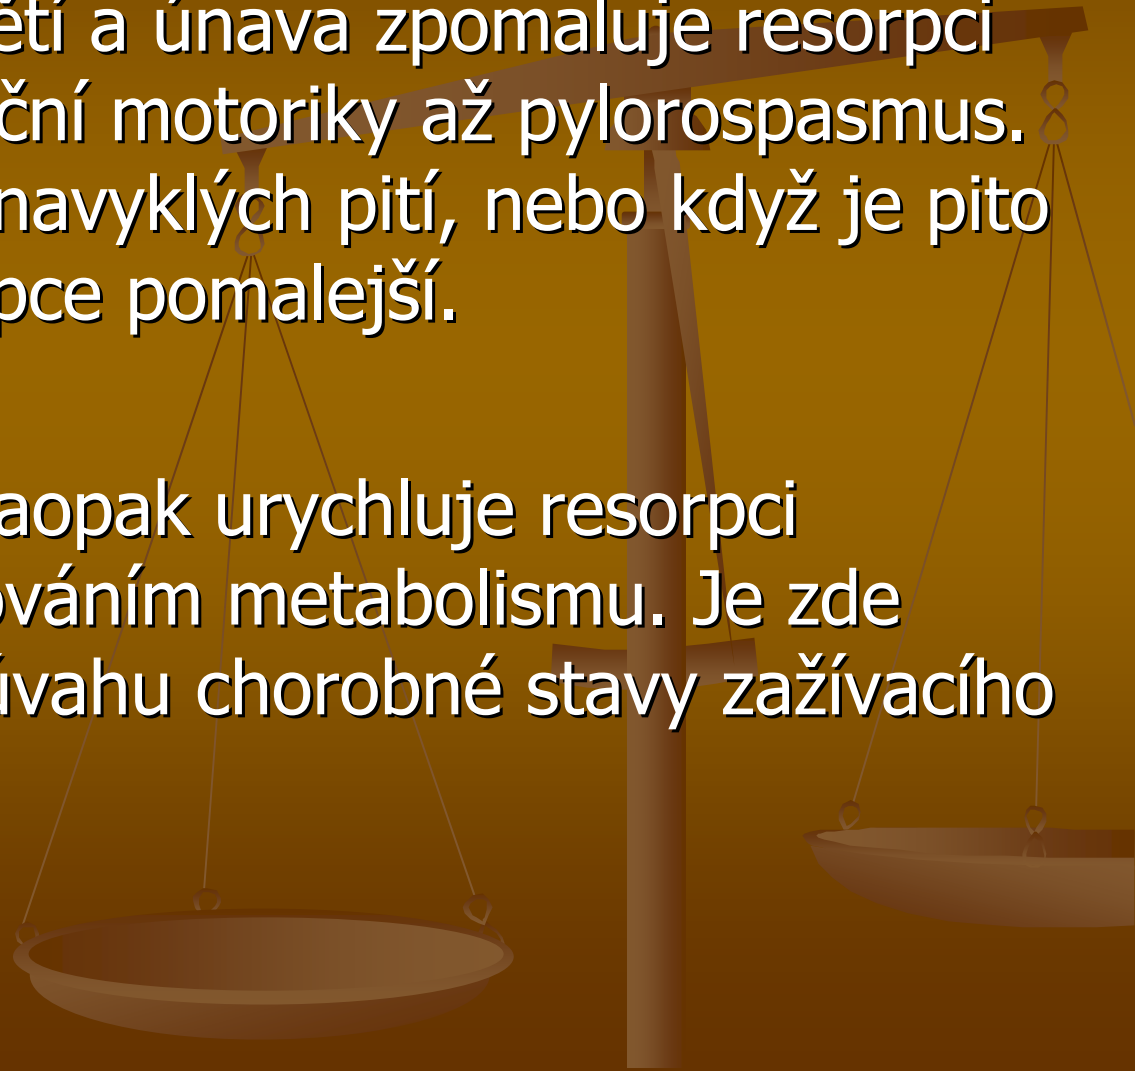 ětí a únava zpomaluje resorpci
ční motoriky až pylorospasmus.
navyklých pití, nebo když je pito
pce pomalejší.
aopak urychluje resorpci
ováním metabolismu. Je zde
úvahu chorobné stavy zažívacího